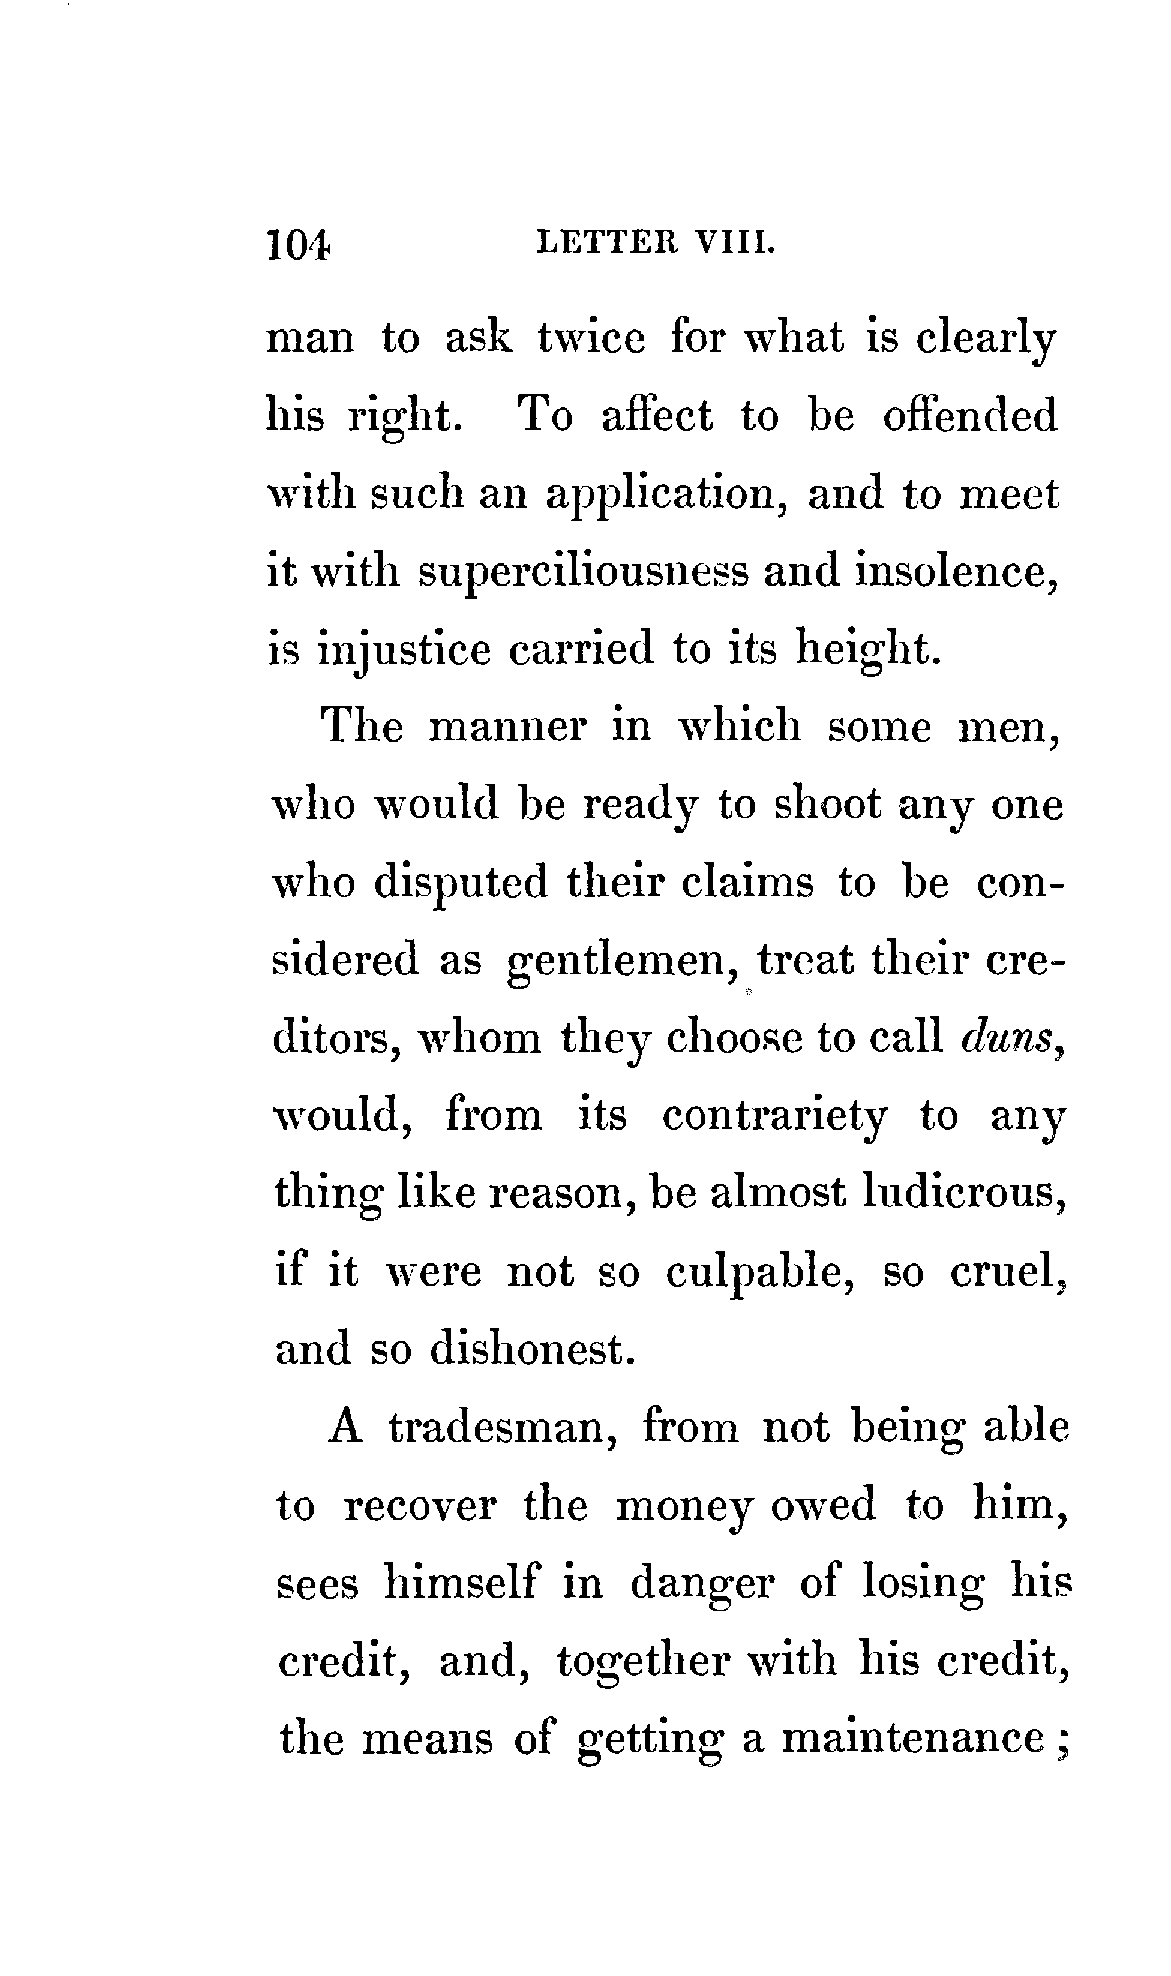 104 LETTER VIII.
man to ask twice for what is clearly
his right. To affect to be offended
with such an application, and to meet
it with superciliousness and insolence,
is injustice carried to its height.
The manner in which some men,
who would be ready to shoot any one
who disputed their claims to be con-
sidered as gentlemen, treat their cre-
ditors, whom they choose to call duns,
would, from its contrariety to any
thing like reason, be almost ludicrous,
if it were not so culpable, so cruel,
and so dishonest.
A tradesman, from not being able
to recover the money owed to him,
sees himself in danger of losing his
credit, and, together with his credit,
the means of getting a maintenance ;